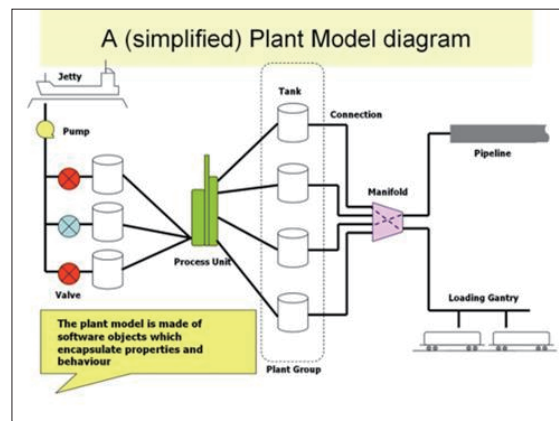 A (simplified) Plant Model diagram
Jetty
Tank
Connection
Pump
Pipeline
Manifold
Process Unit
Valve
Loading Gantry
The plant model is made of
software objects which
encapsulate properties and
behaviour
Plant Group